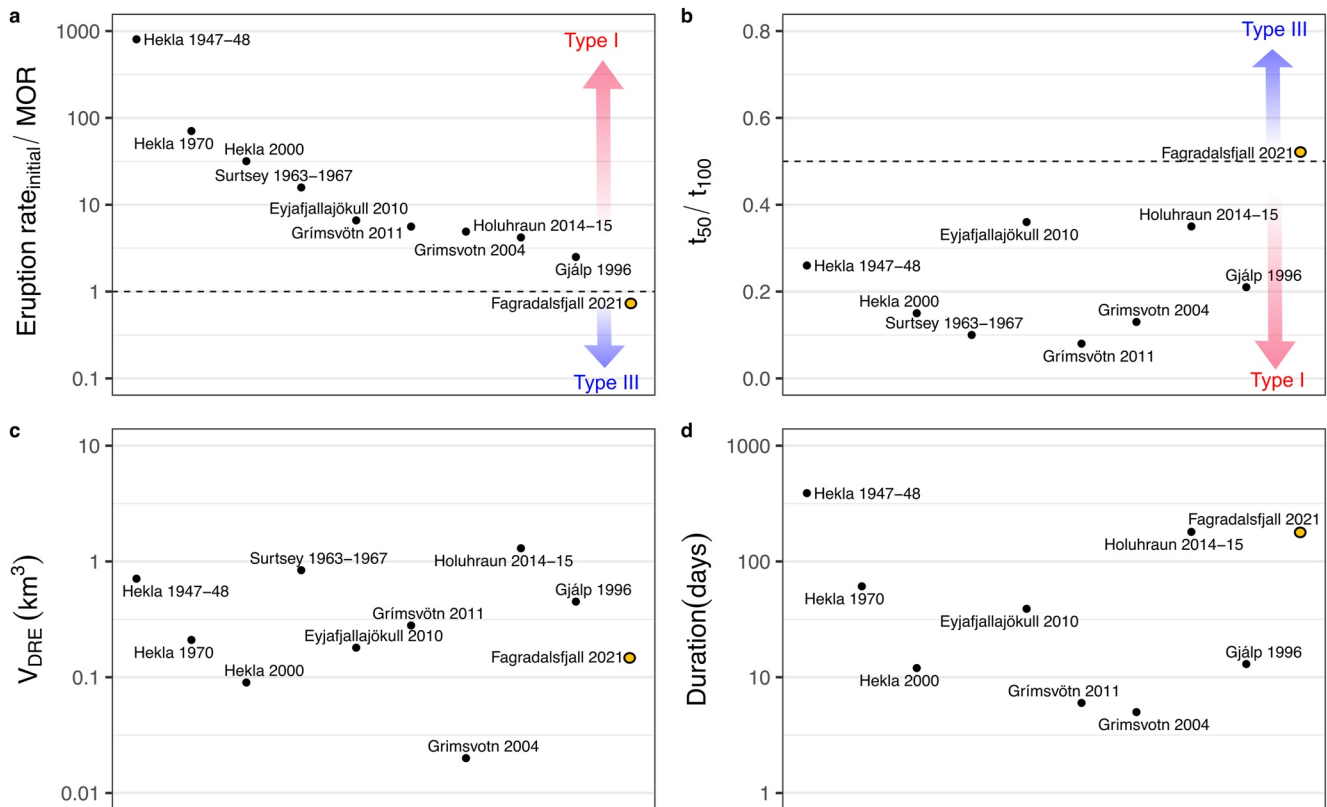 a
Eruption rate initial / MOR
1000
100
10
1
0.1
Hekla 1947–48
Type I
Hekla 1970
Hekla 2000
Surtsey 1963–1967
Eyjafjallajökull 2010
Grímsvötn 2011
Holuhraun 2014–15
Grimsvotn 2004
Gjálp 1996
Fagradalsfjall 2021
Type III
b
t50 / t100
0.8
0.6
0.4
0.2
0.0
Type III
Fagradalsfjall 2021
Holuhraun 2014–15
Eyjafjallajökull 2010
Hekla 1947–48
Gjálp 1996
Hekla 2000
Grimsvotn 2004
Surtsey 1963–1967
Grímsvötn 2011
Type I
c
VDRE (km3)
10
1
0.1
0.01
Surtsey 1963–1967
Holuhraun 2014–15
Hekla 1947–48
Gjálp 1996
Grímsvötn 2011
Eyjafjallajökull 2010
Hekla 1970
Fagradalsfjall 2021
Hekla 2000
Grimsvotn 2004
d
Duration(days)
1000
100
10
1
Hekla 1947–48
Fagradalsfjall 2021
Holuhraun 2014–15
Hekla 1970
Eyjafjallajökull 2010
Gjálp 1996
Hekla 2000
Grímsvötn 2011
Grimsvotn 2004